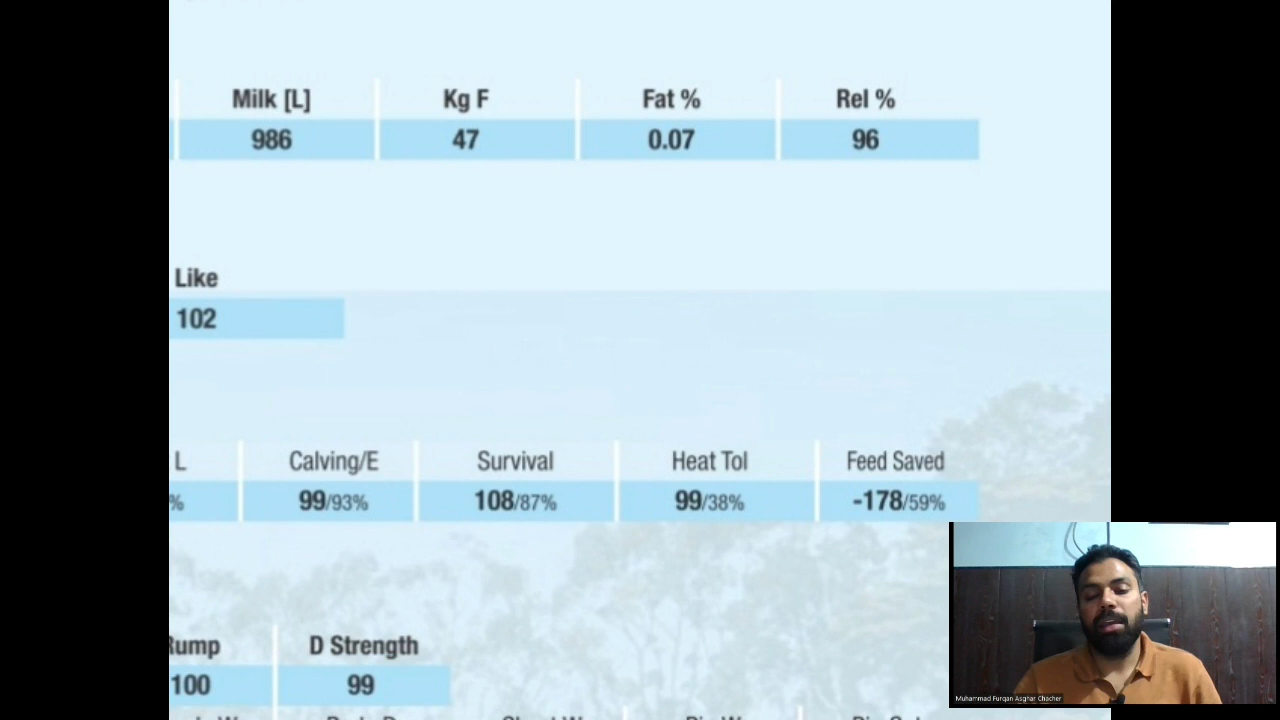 Milk [L] Kg F Fat % Rel %
986 47 0.07 96
Like
102
L Calving/E Survival Heat Tol Feed Saved
% 99/93% 108/87% 99/38% -178/59%
Rump D Strength
100 99
Muhammad Furqan Asghar Chacher